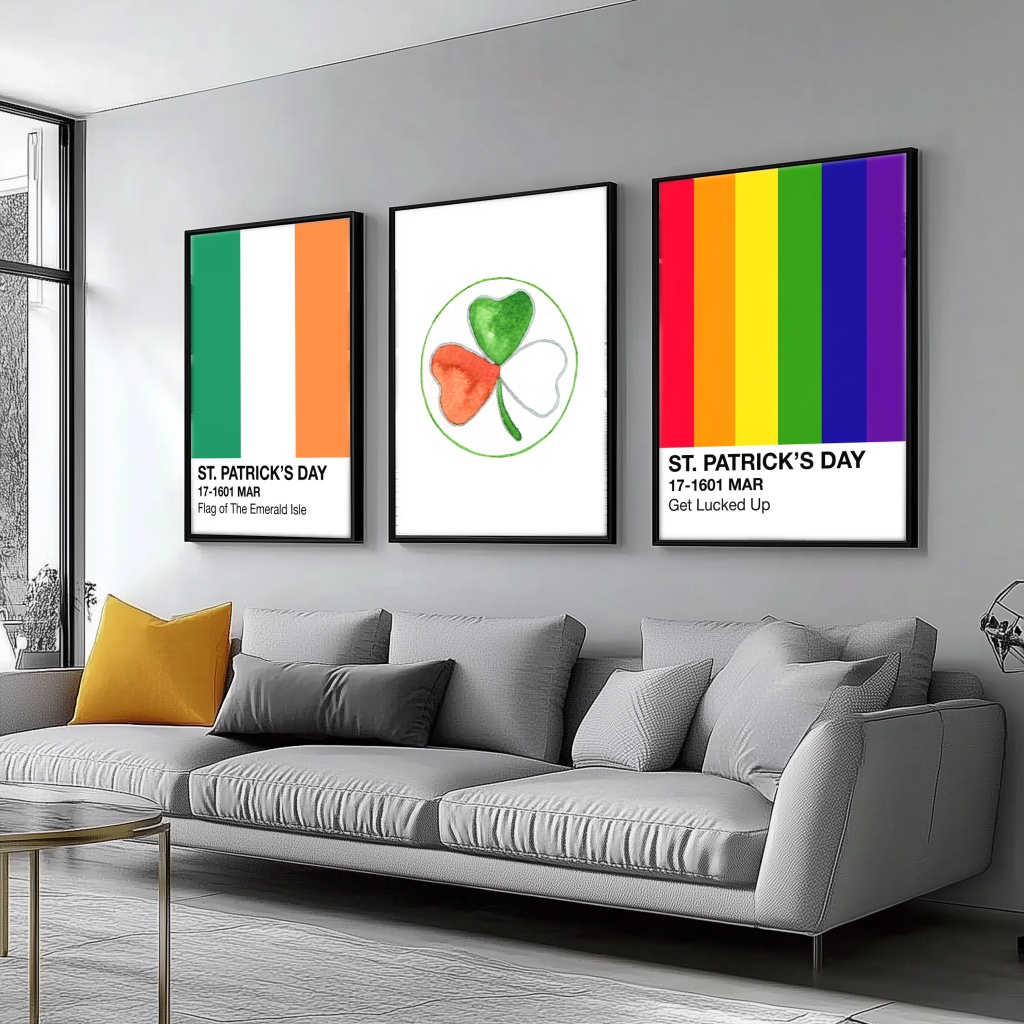 ST. PATRICK'S DAY
17-1601 MAR
Flag of The Emerald Isle
ST. PATRICK'S DAY
17-1601 MAR
Get Lucked Up